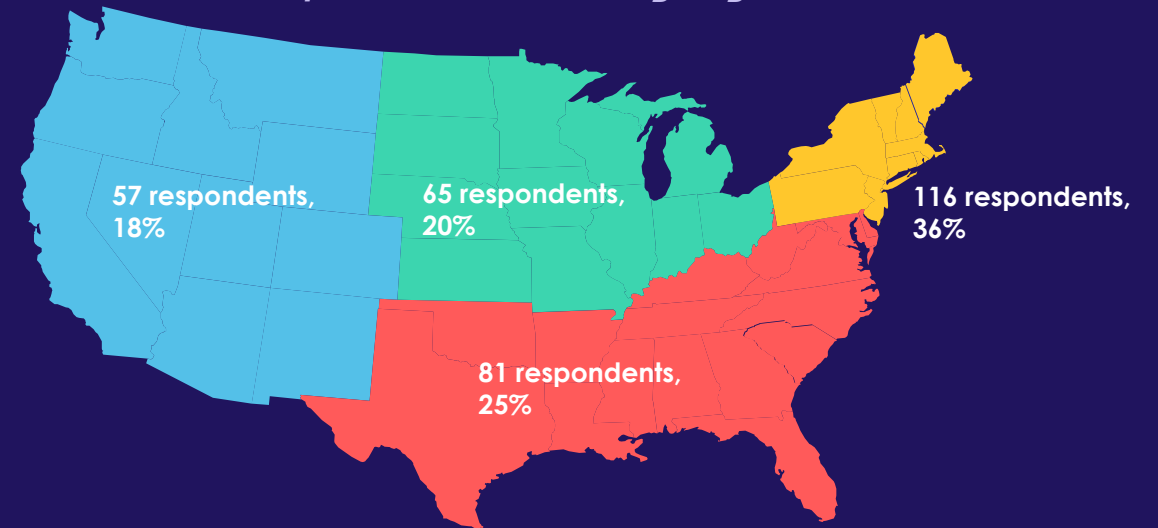 57 respondents,
18%
65 respondents,
20%
116 respondents,
36%
81 respondents,
25%